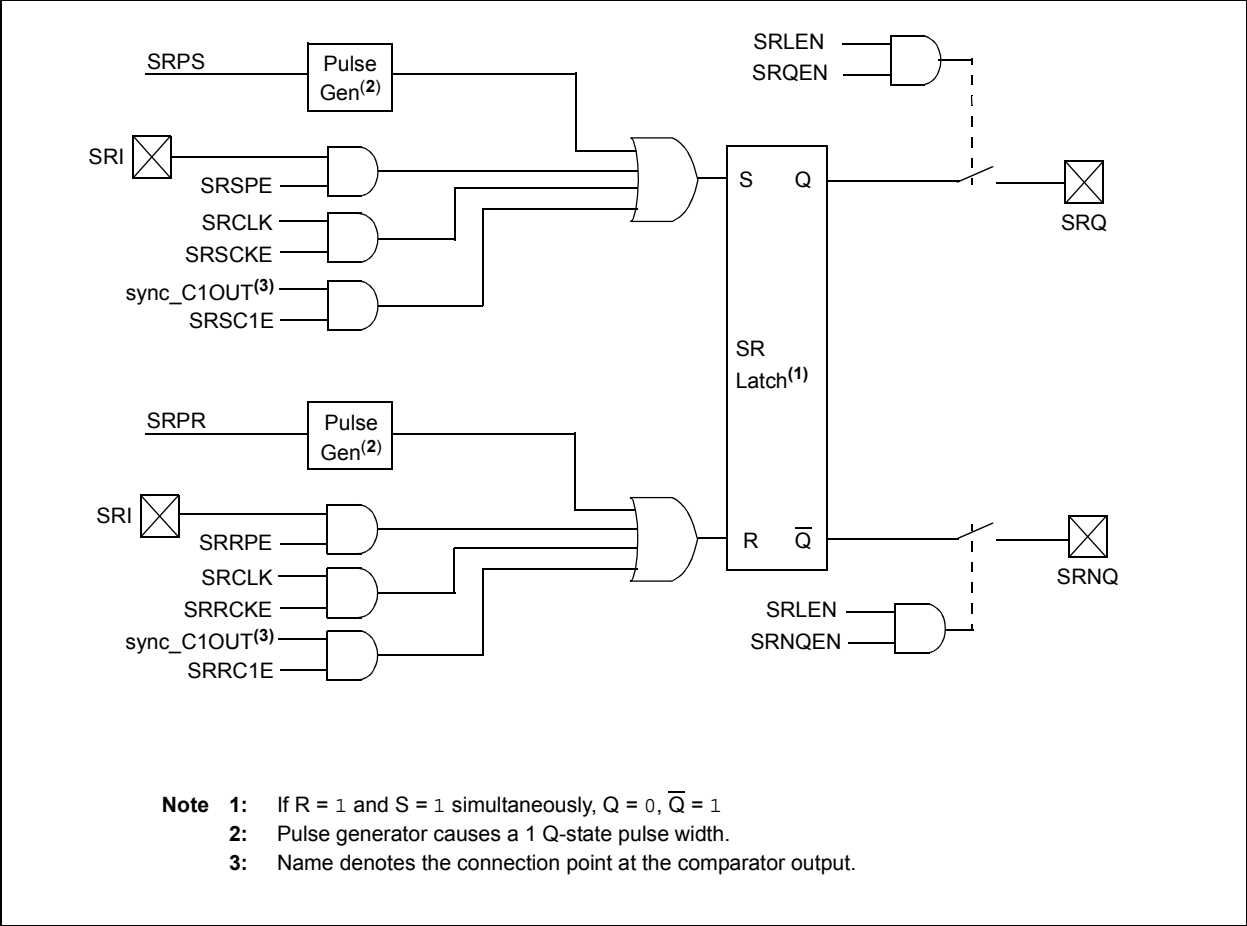 SRPS
Pulse
Gen(2)
SRLEN
SRQEN
SRI
SRSPE
SRCLK
SRSCKE
sync_C1OUT(3)
SRSC1E
S Q
SRQ
SR
Latch(1)
SRPR
Pulse
Gen(2)
SRI
SRRPE
SRCLK
SRRCKE
sync_C1OUT(3)
SRRC1E
R Q̅
SRNQ
SRLEN
SRNQEN
Note 1: If R = 1 and S = 1 simultaneously, Q = 0, Q̅ = 1
2: Pulse generator causes a 1 Q-state pulse width.
3: Name denotes the connection point at the comparator output.